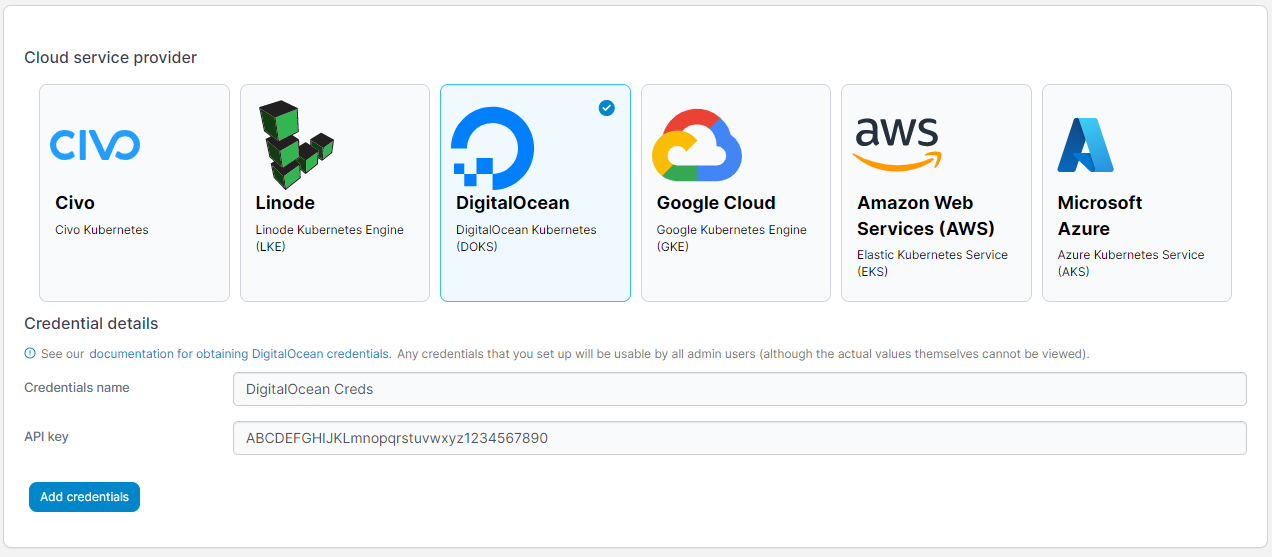 Cloud service provider
CIVO
aws
Civo
Civo Kubernetes
Linode
Linode Kubernetes Engine
(LKE)
DigitalOcean
DigitalOcean Kubernetes
(DOKS)
Google Cloud
Google Kubernetes Engine
(GKE)
Amazon Web
Services (AWS)
Elastic Kubernetes Service
(EKS)
Microsoft
Azure
Azure Kubernetes Service
(AKS)
Credential details
See our documentation for obtaining DigitalOcean credentials. Any credentials that you set up will be usable by all admin users (although the actual values themselves cannot be viewed).
Credentials name
DigitalOcean Creds
API key
ABCDEFGHIJKLmnopqrstuvwxyz1234567890
Add credentials